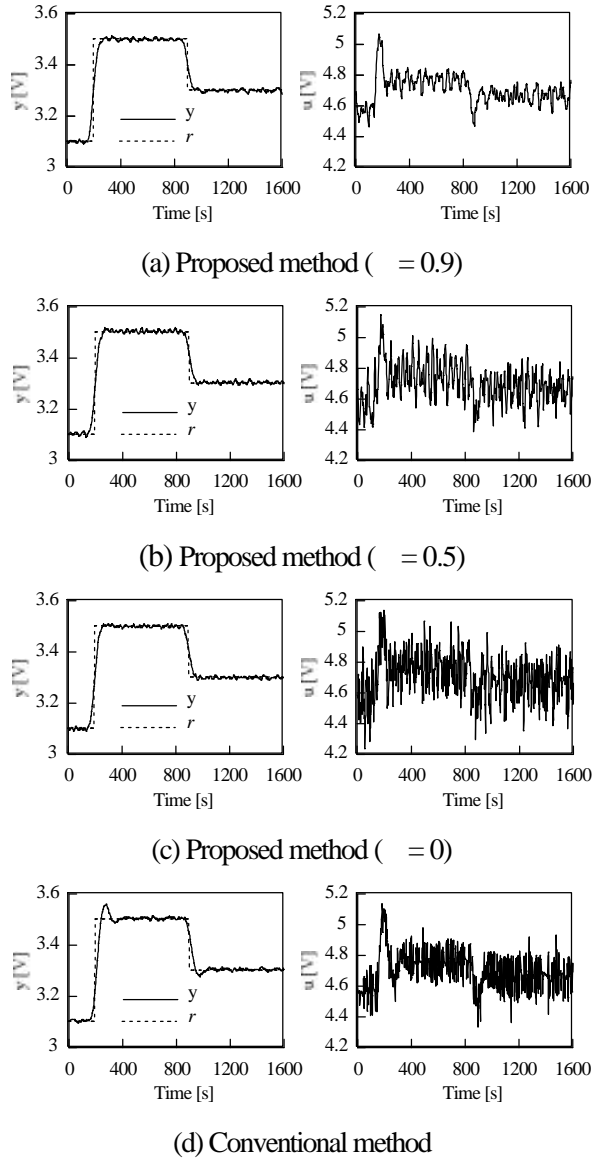 3.6
3.4
3.2
3
y [V]
y
r
0 400 800 1200 1600
Time [s]
5.2
5
4.8
4.6
4.4
4.2
u [V]
0 400 800 1200 1600
Time [s]
(a) Proposed method ( = 0.9)
3.6
3.4
3.2
3
y [V]
y
r
0 400 800 1200 1600
Time [s]
5.2
5
4.8
4.6
4.4
4.2
u [V]
0 400 800 1200 1600
Time [s]
(b) Proposed method ( = 0.5)
3.6
3.4
3.2
3
y [V]
y
r
0 400 800 1200 1600
Time [s]
5.2
5
4.8
4.6
4.4
4.2
u [V]
0 400 800 1200 1600
Time [s]
(c) Proposed method ( = 0)
3.6
3.4
3.2
3
y [V]
y
r
0 400 800 1200 1600
Time [s]
5.2
5
4.8
4.6
4.4
4.2
u [V]
0 400 800 1200 1600
Time [s]
(d) Conventional method